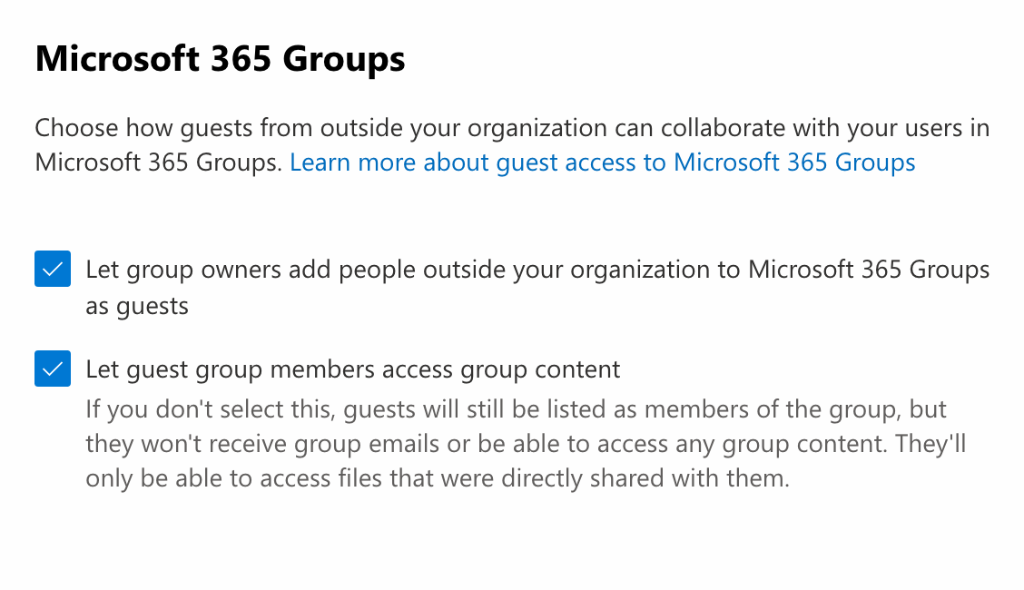 Microsoft 365 Groups
Choose how guests from outside your organization can collaborate with your users in
Microsoft 365 Groups. Learn more about guest access to Microsoft 365 Groups
Let group owners add people outside your organization to Microsoft 365 Groups
as guests
Let guest group members access group content
If you don't select this, guests will still be listed as members of the group, but
they won't receive group emails or be able to access any group content. They'll
only be able to access files that were directly shared with them.